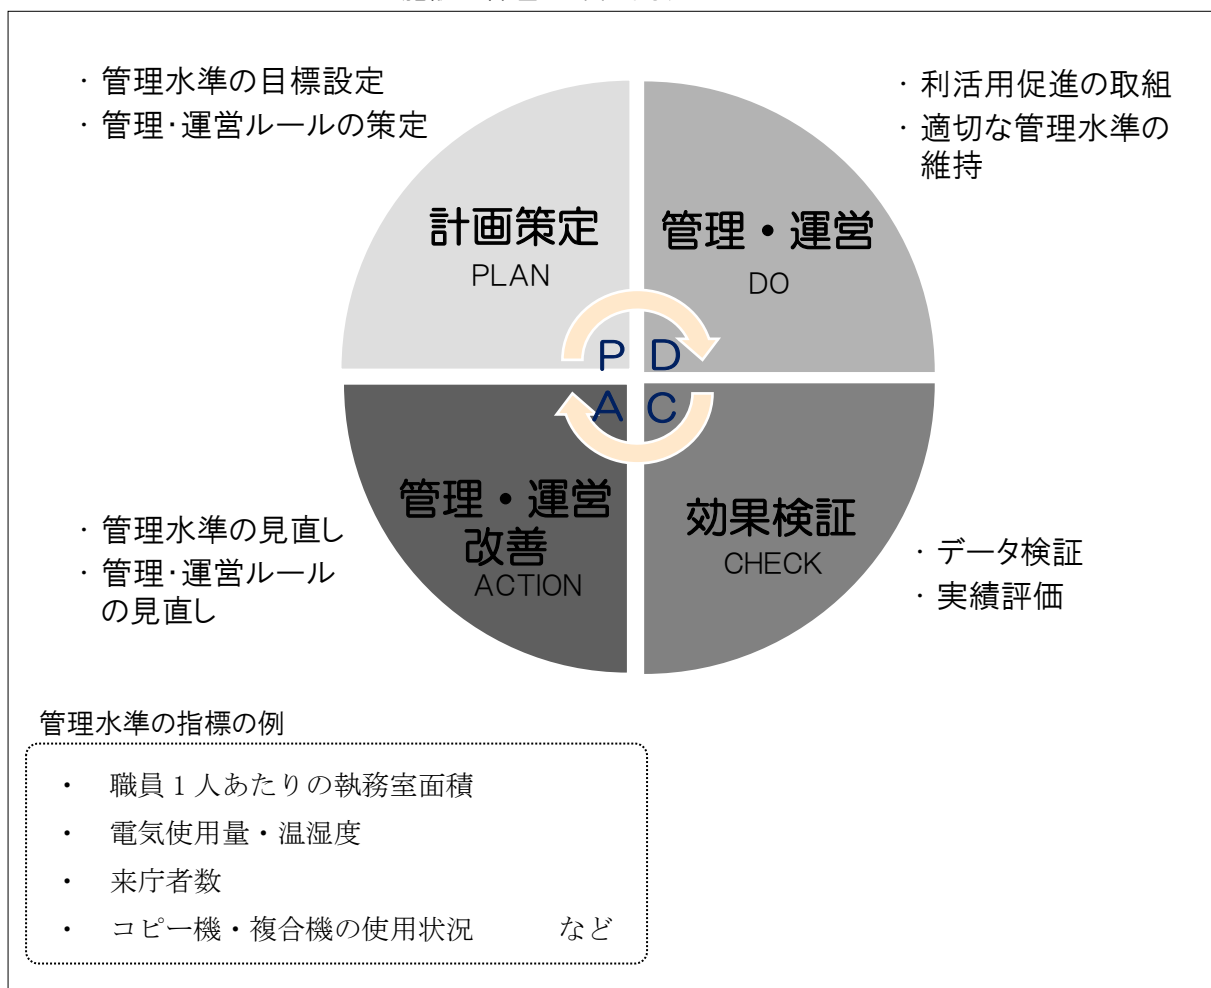 ・管理水準の目標設定
・管理・運営ルールの策定
・利活用促進の取組
・適切な管理水準の
維持
計画策定
PLAN
管理・運営
DO
P D
A C
管理・運営
改善
ACTION
効果検証
CHECK
・管理水準の見直し
・管理・運営ルール
の見直し
・データ検証
・実績評価
管理水準の指標の例
・ 職員1人あたりの執務室面積
・ 電気使用量・温湿度
・ 来庁者数
・ コピー機・複合機の使用状況 など